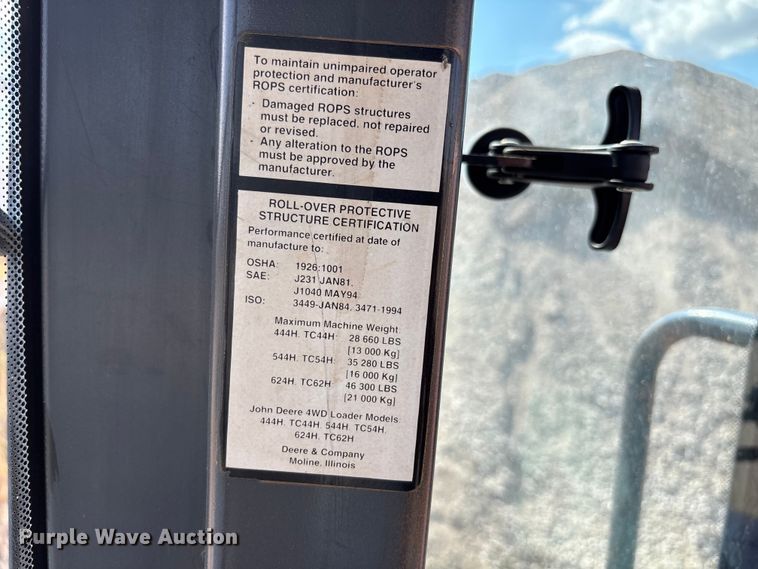 To maintain unimpaired operator
protection and manufacturer's
ROPS certification:
· Damaged ROPS structures
must be replaced, not repaired
or revised.
· Any alteration to the ROPS
must be approved by the
manufacturer.
ROLL-OVER PROTECTIVE
STRUCTURE CERTIFICATION
Performance certified at date of
manufacture to:
OSHA: 1926:1001
SAE: J231 JAN81,
J1040 MAY94
ISO: 3449-JAN84, 3471-1994
Maximum Machine Weight:
444H, TC44H: 28 660 LBS
[13 000 Kg]
544H, TC54H: 35 280 LBS
[16 000 Kg]
624H, TC62H: 46 300 LBS
[21 000 Kg]
John Deere 4WD Loader Models:
444H, TC44H, 544H, TC54H,
624H, TC62H
Deere & Company
Moline, Illinois
Purple Wave Auction